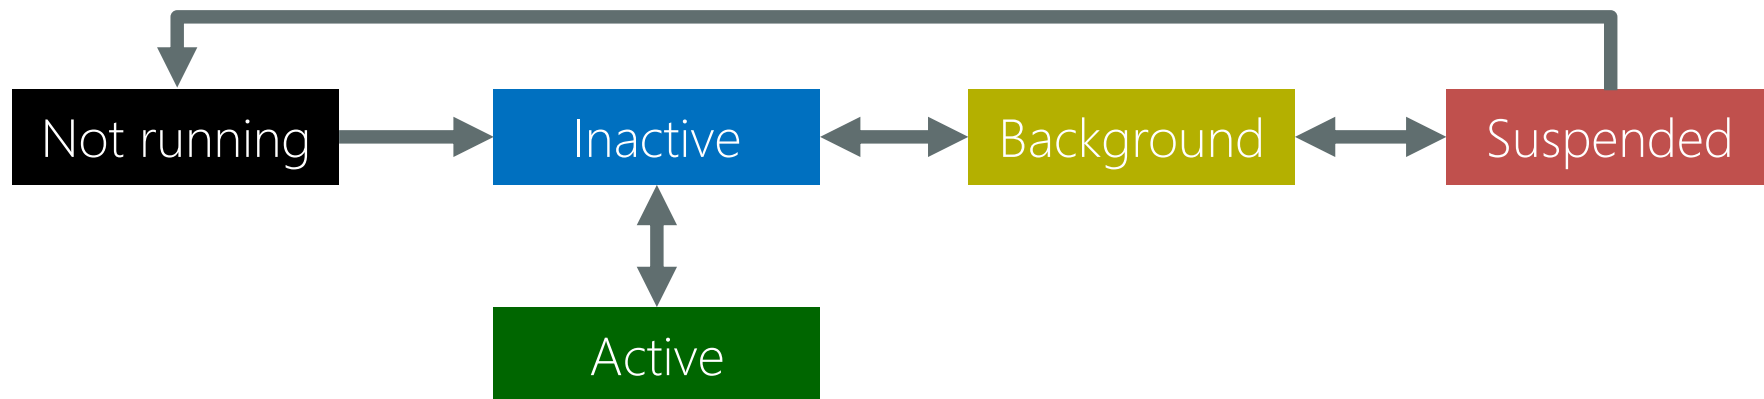 Not running
Inactive
Background
Suspended
Active